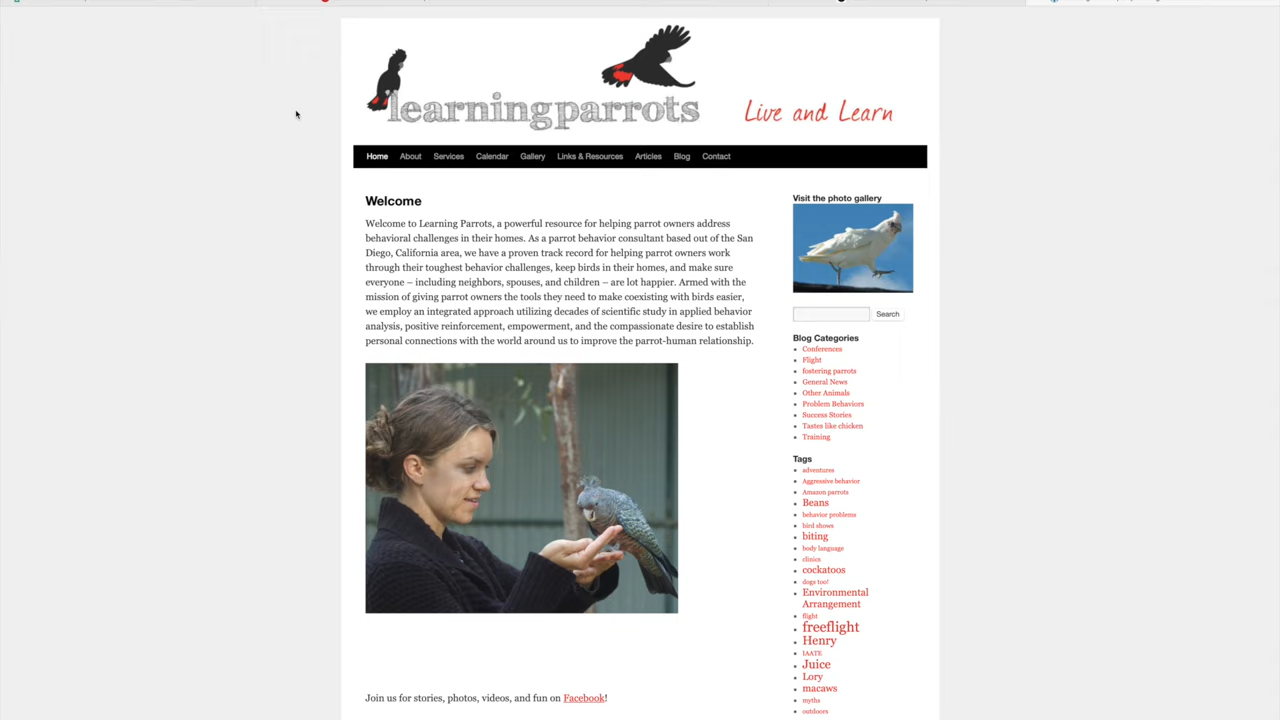 learningparrots
Live and Learn
Home About Services Calendar Gallery Links & Resources Articles Blog Contact
Welcome
Welcome to Learning Parrots, a powerful resource for helping parrot owners address
behavioral challenges in their homes. As a parrot behavior consultant based out of the San
Diego, California area, we have a proven track record for helping parrot owners work
through their toughest behavior challenges, keep birds in their homes, and make sure
everyone – including neighbors, spouses, and children – are lot happier. Armed with the
mission of giving parrot owners the tools they need to make coexisting with birds easier,
we employ an integrated approach utilizing decades of scientific study in applied behavior
analysis, positive reinforcement, empowerment, and the compassionate desire to establish
personal connections with the world around us to improve the parrot-human relationship.
Join us for stories, photos, videos, and fun on Facebook!
Visit the photo gallery
Search
Blog Categories
Conferences
Flight
fostering parrots
General News
Other Animals
Problem Behaviors
Success Stories
Tastes like chicken
Training
Tags
adventures
Aggressive behavior
Amazon parrots
Beans
behavior problems
bird shows
biting
body language
clinics
cockatoos
dogs too!
Environmental
Arrangement
flight
freeflight
Henry
IAATE
Juice
Lory
macaws
myths
outdoors